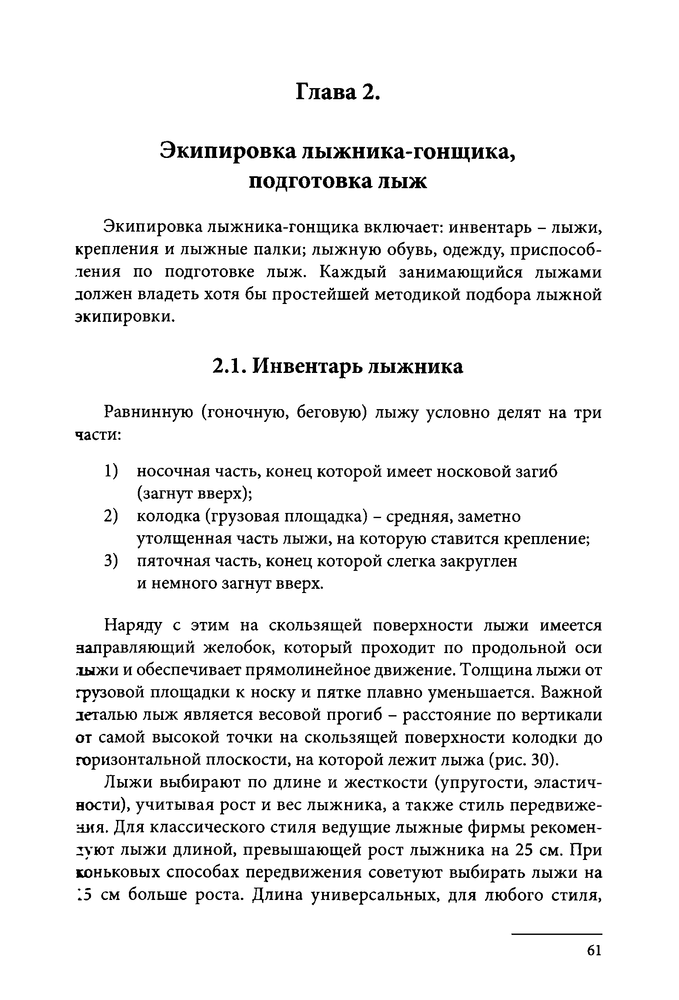 Глава 2.
Экипировка лыжника-гонщика,
подготовка лыж
Экипировка лыжника-гонщика включает: инвентарь – лыжи,
крепления и лыжные палки; лыжную обувь, одежду, приспособ-
ления по подготовке лыж. Каждый занимающийся лыжами
должен владеть хотя бы простейшей методикой подбора лыжной
экипировки.
2.1. Инвентарь лыжника
Равнинную (гоночную, беговую) лыжу условно делят на три
части:
1) носочная часть, конец которой имеет носковой загиб
(загнут вверх);
2) колодка (грузовая площадка) – средняя, заметно
утолщенная часть лыжи, на которую ставится крепление;
3) пяточная часть, конец которой слегка закруглен
и немного загнут вверх.
Наряду с этим на скользящей поверхности лыжи имеется
направляющий желобок, который проходит по продольной оси
лыжи и обеспечивает прямолинейное движение. Толщина лыжи от
грузовой площадки к носку и пятке плавно уменьшается. Важной
деталью лыж является весовой прогиб – расстояние по вертикали
от самой высокой точки на скользящей поверхности колодки до
горизонтальной плоскости, на которой лежит лыжа (рис. 30).
Лыжи выбирают по длине и жесткости (упругости, эластич-
ности), учитывая рост и вес лыжника, а также стиль передвиже-
ния. Для классического стиля ведущие лыжные фирмы рекомен-
дуют лыжи длиной, превышающей рост лыжника на 25 см. При
коньковых способах передвижения советуют выбирать лыжи на
15 см больше роста. Длина универсальных, для любого стиля,
61